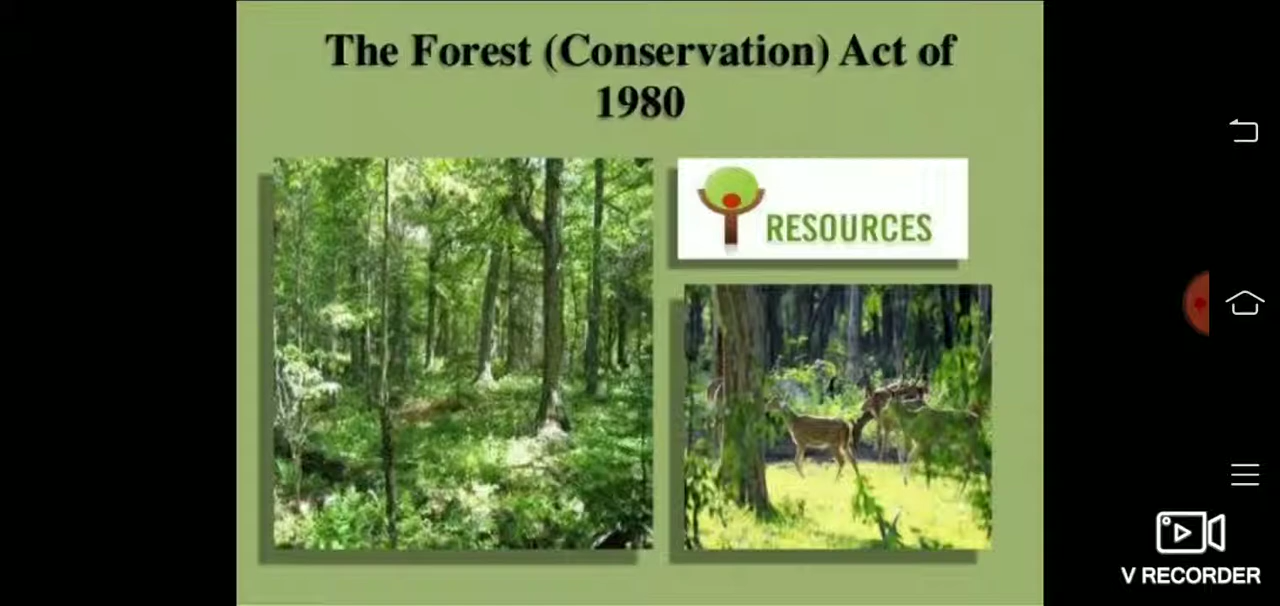 The Forest (Conservation) Act of
1980
RESOURCES
V RECORDER